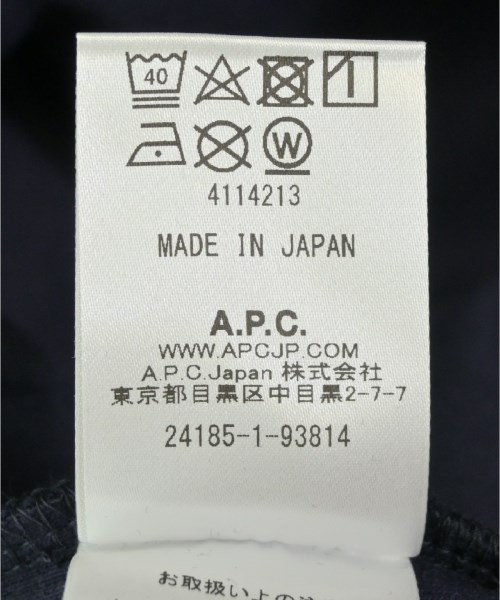 40
W
4114213
MADE IN JAPAN
A.P.C.
WWW.APCJP.COM
A.P.C.Japan 株式会社
東京都目黒区中目黒2-7-7
24185-1-93814
お取扱い上の